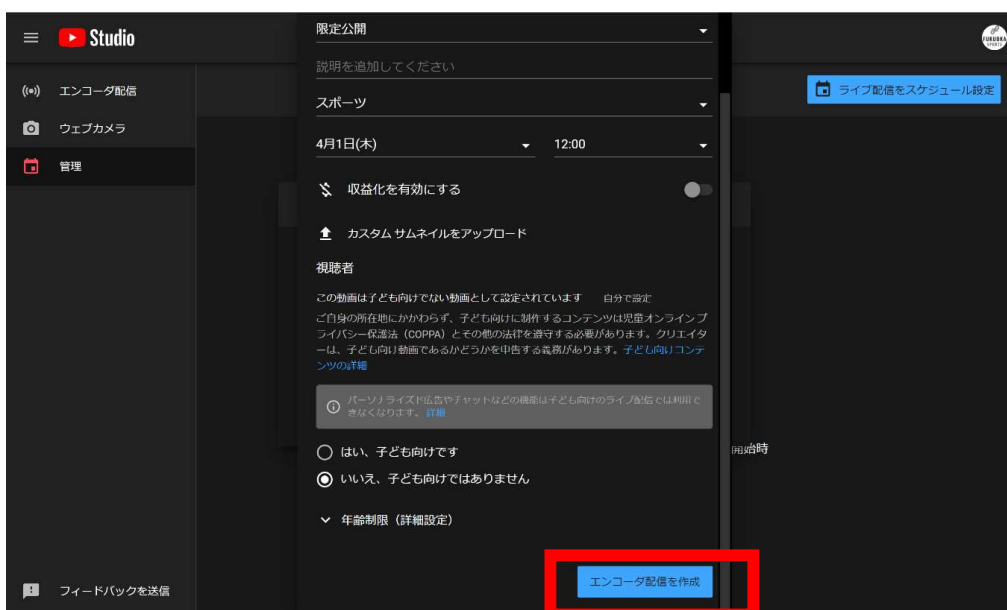 Studio
FUKUOKA
SPORTS
エンコーダ配信
ウェブカメラ
管理
フィードバックを送信
限定公開
説明を追加してください
スポーツ
4月1日(木)
12:00
収益化を有効にする
カスタム サムネイルをアップロード
視聴者
この動画は子ども向けでない動画として設定されています 自分で設定
ご自身の所在地にかかわらず、子ども向けに制作するコンテンツは児童オンラインプ
ライバシー保護法（COPPA）とその他の法律を遵守する必要があります。クリエイタ
ーは、子ども向け動画であるかどうかを申告する義務があります。子ども向けコンテ
ンツの詳細
パーソナライズド広告やチャットなどの機能は子ども向けのライブ配信では利用で
きなくなります。詳細
はい、子ども向けです
いいえ、子ども向けではありません
年齢制限（詳細設定）
エンコーダ配信を作成
ライブ配信をスケジュール設定
開始時